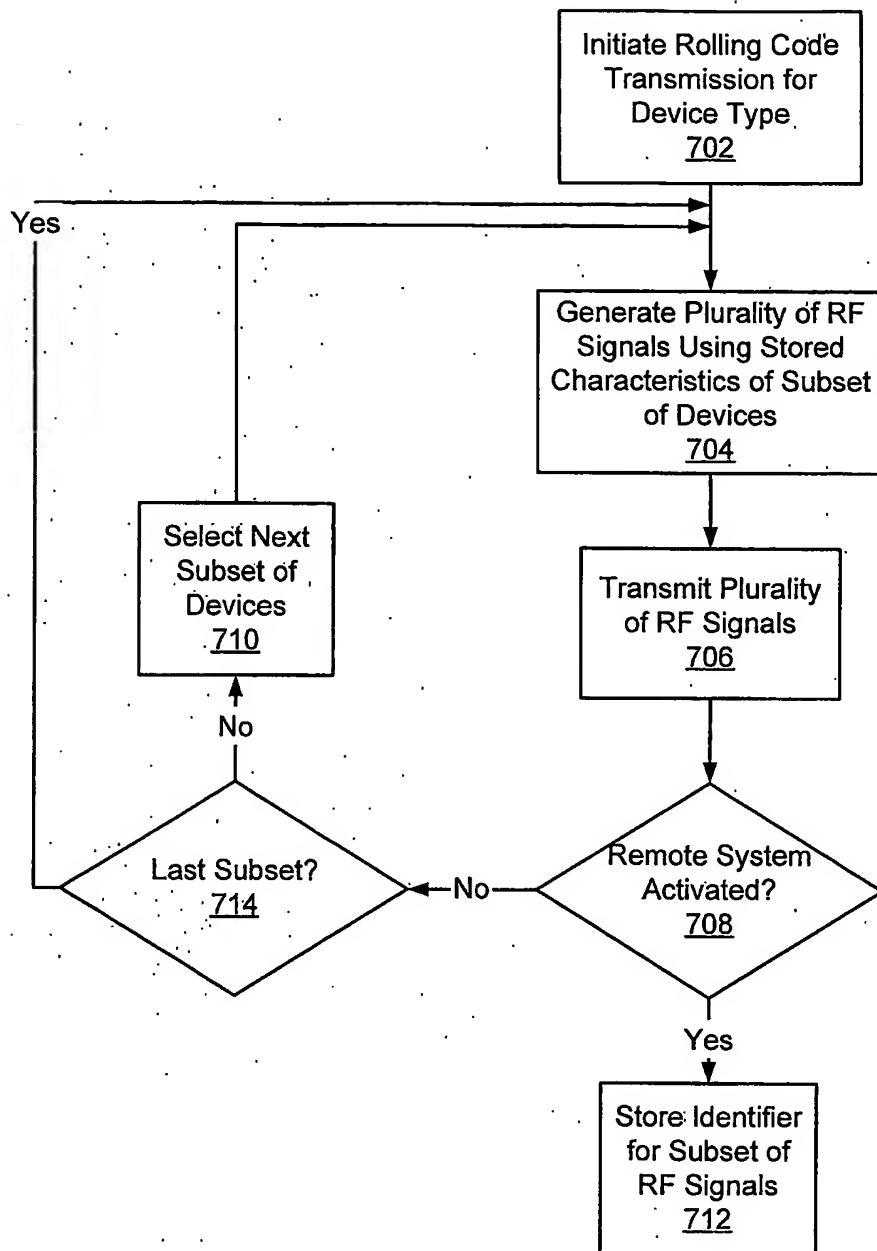 Initiate Rolling Code
Transmission for
Device Type
702
Yes
Generate Plurality of RF
Signals Using Stored
Characteristics of Subset
of Devices
704
Select Next
Subset of
Devices
710
Transmit Plurality
of RF Signals
706
No
Last Subset?
714
No
Remote System
Activated?
708
Yes
Store Identifier
for Subset of
RF Signals
712